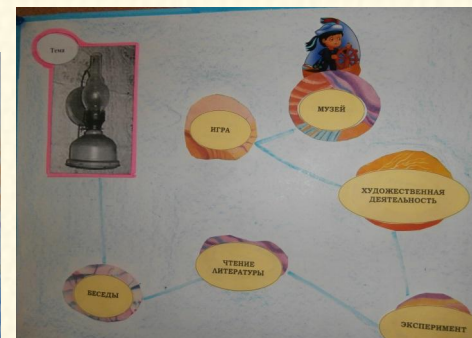 Тема
МУЗЕЙ
ИГРА
ХУДОЖЕСТВЕННАЯ
ДЕЯТЕЛЬНОСТЬ
ЧТЕНИЕ
ЛИТЕРАТУРЫ
БЕСЕДЫ
ЭКСПЕРИМЕНТ